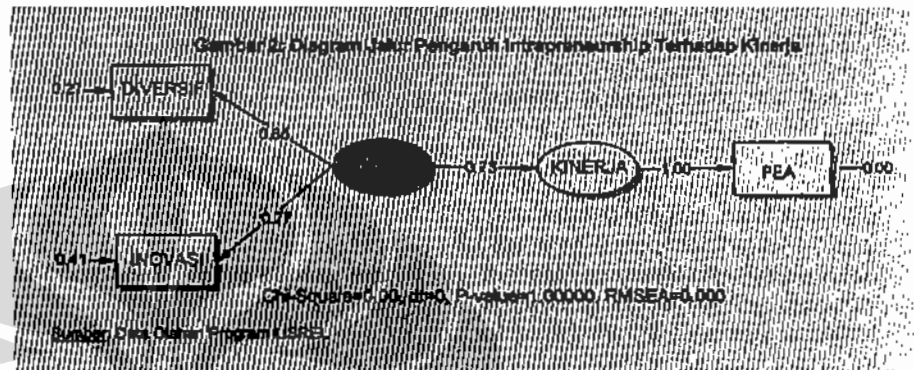 Gambar 2: Diagram Jalur Pengaruh Intrapreneurship Terhadap Kinerja
0.27 DIVERSIF
0.85
0.73 KINERJA 1.00 PEA 0.00
0.77
0.41 INOVASI
Chi-Square=0.00, df=0, P-value=1.00000, RMSEA=0.000
Sumber: Data Diolah Program LISREL